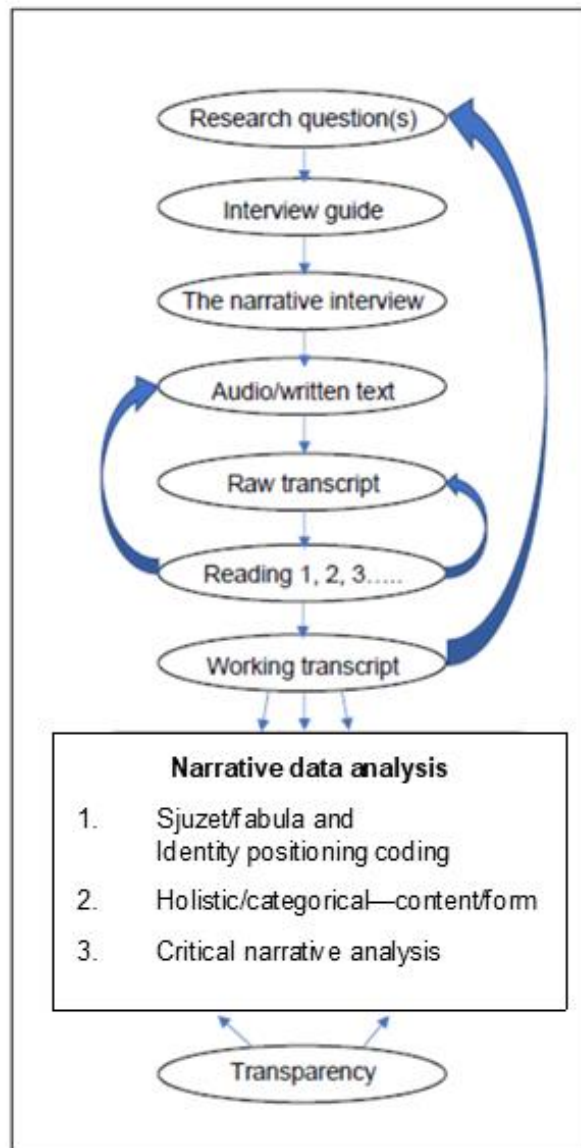 Research question(s)
Interview guide
The narrative interview
Audio/written text
Raw transcript
Reading 1, 2, 3.....
Working transcript
Narrative data analysis
1. Sjuzet/fabula and
Identity positioning coding
2. Holistic/categorical—content/form
3. Critical narrative analysis
Transparency